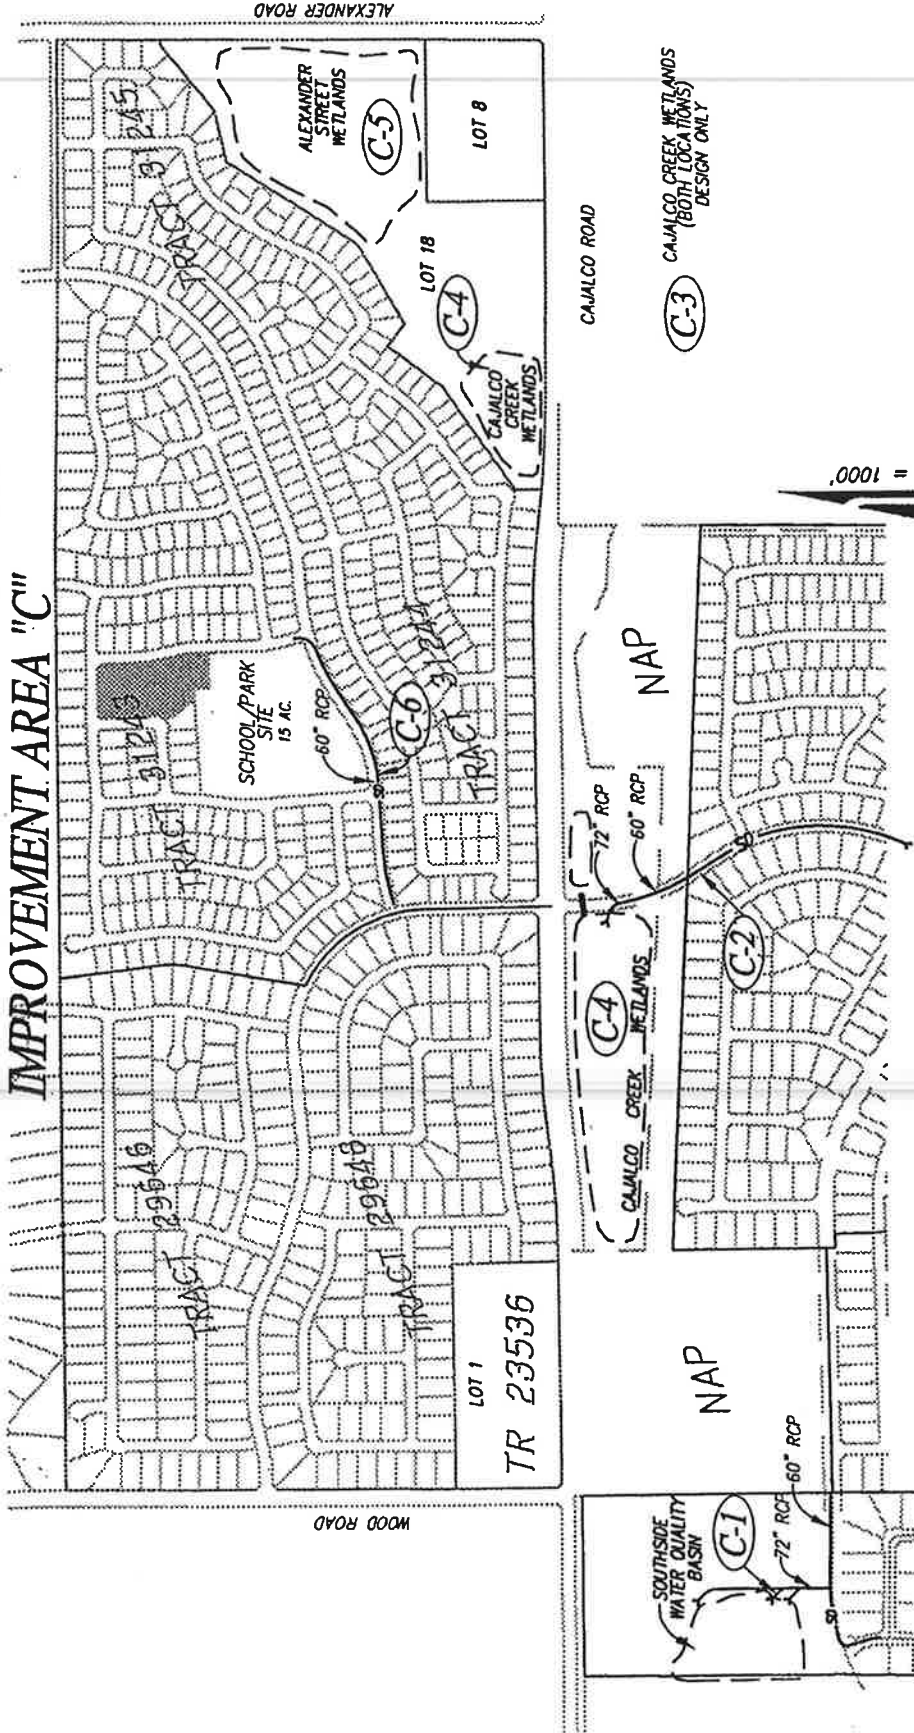 IMPROVEMENT AREA "C"
ALEXANDER ROAD
TRACT 31245
ALEXANDER
STREET
WETLANDS
C-5
LOT 8
LOT 18
C-4
CAJALCO
CREEK
WETLANDS
CAJALCO ROAD
C-3
CAJALCO CREEK WETLANDS
(BOTH LOCATIONS)
DESIGN ONLY
= 1000'
TRACT 31243
SCHOOL/PARK
SITE
15 AC.
60" RCP
SD
C-6
TRACT 31244
NAP
72" RCP
60" RCP
SD
C-2
C-4
CAJALCO CREEK WETLANDS
TRACT 29646
TRACT 29648
LOT 1
TR 23536
NAP
WOOD ROAD
SOUTHSIDE
WATER QUALITY
BASIN
C-1
72" RCP
60" RCP
SD